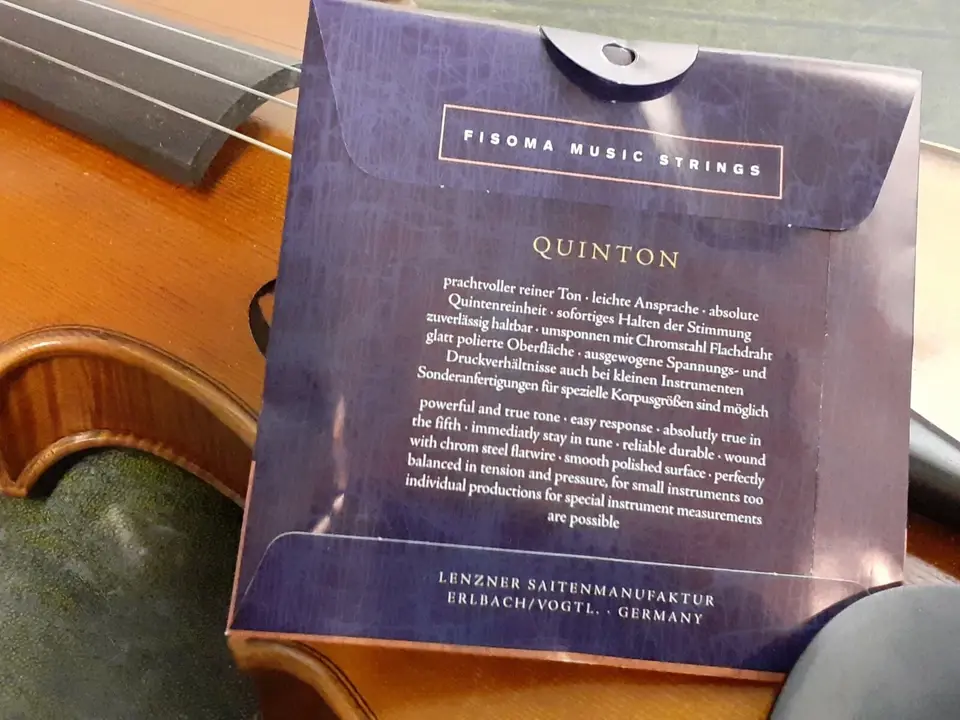 FISOMA MUSIC STRINGS
QUINTON
prachtvoller reiner Ton · leichte Ansprache · absolute
Quintenreinheit · sofortiges Halten der Stimmung
zuverlässig haltbar · umsponnen mit Chromstahl Flachdraht
glatt polierte Oberfläche · ausgewogene Spannungs- und
Druckverhältnisse auch bei kleinen Instrumenten
Sonderanfertigungen für spezielle Korpusgrößen sind möglich
powerful and true tone · easy response · absolutly true in
the fifth · immediatly stay in tune · reliable durable · wound
with chrom steel flatwire · smooth polished surface · perfectly
balanced in tension and pressure, for small instruments too
individual productions for special instrument measurements
are possible
LENZNER SAITENMANUFAKTUR
ERLBACH/VOGTL. · GERMANY